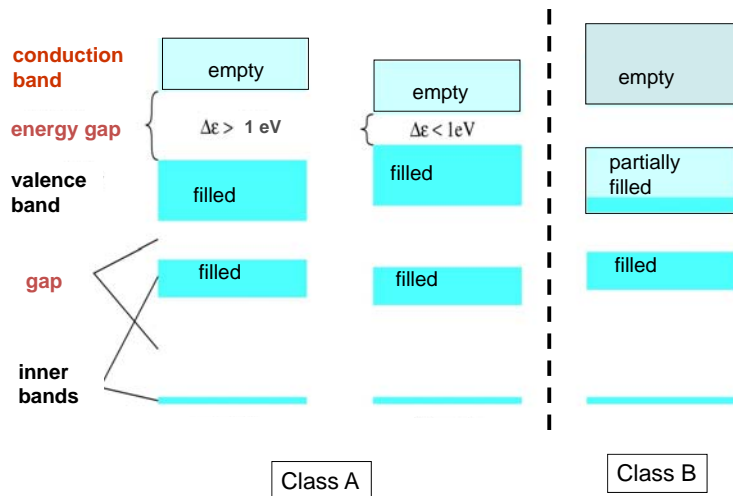 conduction
band
empty
empty
empty
energy gap
Δε > 1 eV
Δε < 1eV
valence
band
filled
filled
partially
filled
gap
filled
filled
filled
inner
bands
Class A
Class B